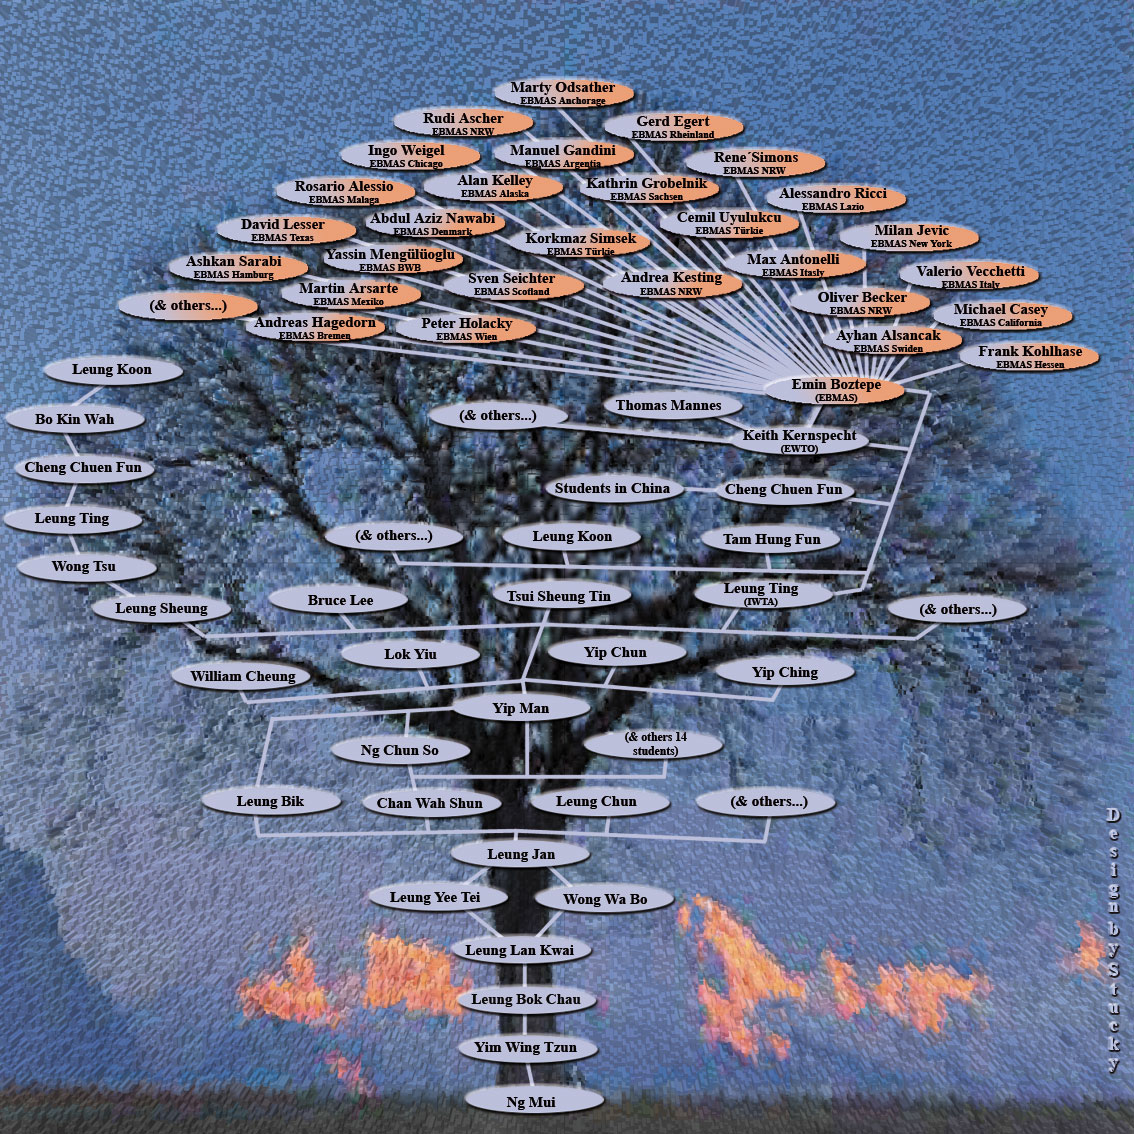 Marty Odsather
EBMAS Anchorage
Rudi Ascher
EBMAS NRW
Gerd Egert
EBMAS Rheinland
Ingo Weigel
EBMAS Chicago
Manuel Gandini
EBMAS Argentia
Rene´Simons
EBMAS NRW
Rosario Alessio
EBMAS Malaga
Alan Kelley
EBMAS Alaska
Kathrin Grobelnik
EBMAS Sachsen
Alessandro Ricci
EBMAS Lazio
David Lesser
EBMAS Texas
Abdul Aziz Nawabi
EBMAS Denmark
Cemil Uyulukcu
EBMAS Türkie
Korkmaz Simsek
EBMAS Türkie
Milan Jevic
EBMAS New York
Ashkan Sarabi
EBMAS Hamburg
Yassin Mengülüoglu
EBMAS BWB
Max Antonelli
EBMAS Itasly
Valerio Vecchetti
EBMAS Italy
Sven Seichter
EBMAS Scotland
Andrea Kesting
EBMAS NRW
Martin Arsarte
EBMAS Mexiko
(& others...)
Oliver Becker
EBMAS NRW
Michael Casey
EBMAS California
Andreas Hagedorn
EBMAS Bremen
Peter Holacky
EBMAS Wien
Ayhan Alsancak
EBMAS Swiden
Frank Kohlhase
EBMAS Hessen
Leung Koon
Emin Boztepe
(EBMAS)
Bo Kin Wah
(& others...)
Thomas Mannes
Keith Kernspecht
(EWTO)
Cheng Chuen Fun
Students in China
Cheng Chuen Fun
Leung Ting
(& others...)
Leung Koon
Tam Hung Fun
Wong Tsu
Leung Sheung
Bruce Lee
Tsui Sheung Tin
Leung Ting
(IWTA)
(& others...)
Lok Yiu
Yip Chun
William Cheung
Yip Ching
Yip Man
Ng Chun So
(& others 14
students)
Leung Bik
Chan Wah Shun
Leung Chun
(& others...)
Leung Jan
Leung Yee Tei
Wong Wa Bo
Leung Lan Kwai
Leung Bok Chau
Yim Wing Tzun
Ng Mui
Design by Stucky